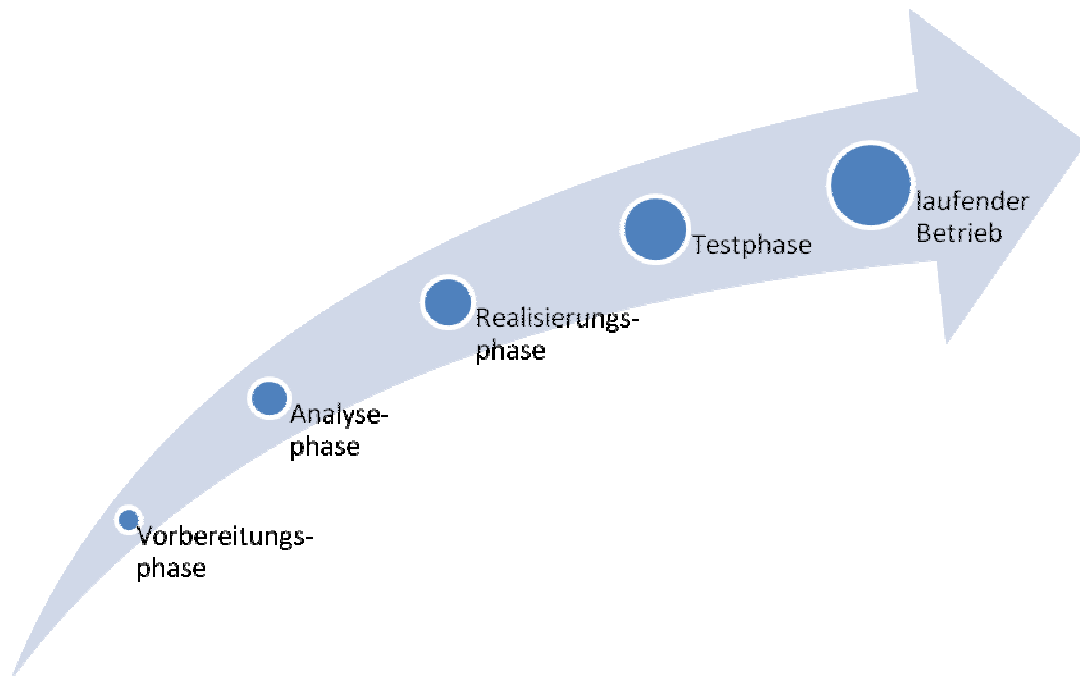 Vorbereitungs-
phase
Analyse-
phase
Realisierungs-
phase
Testphase
laufender
Betrieb